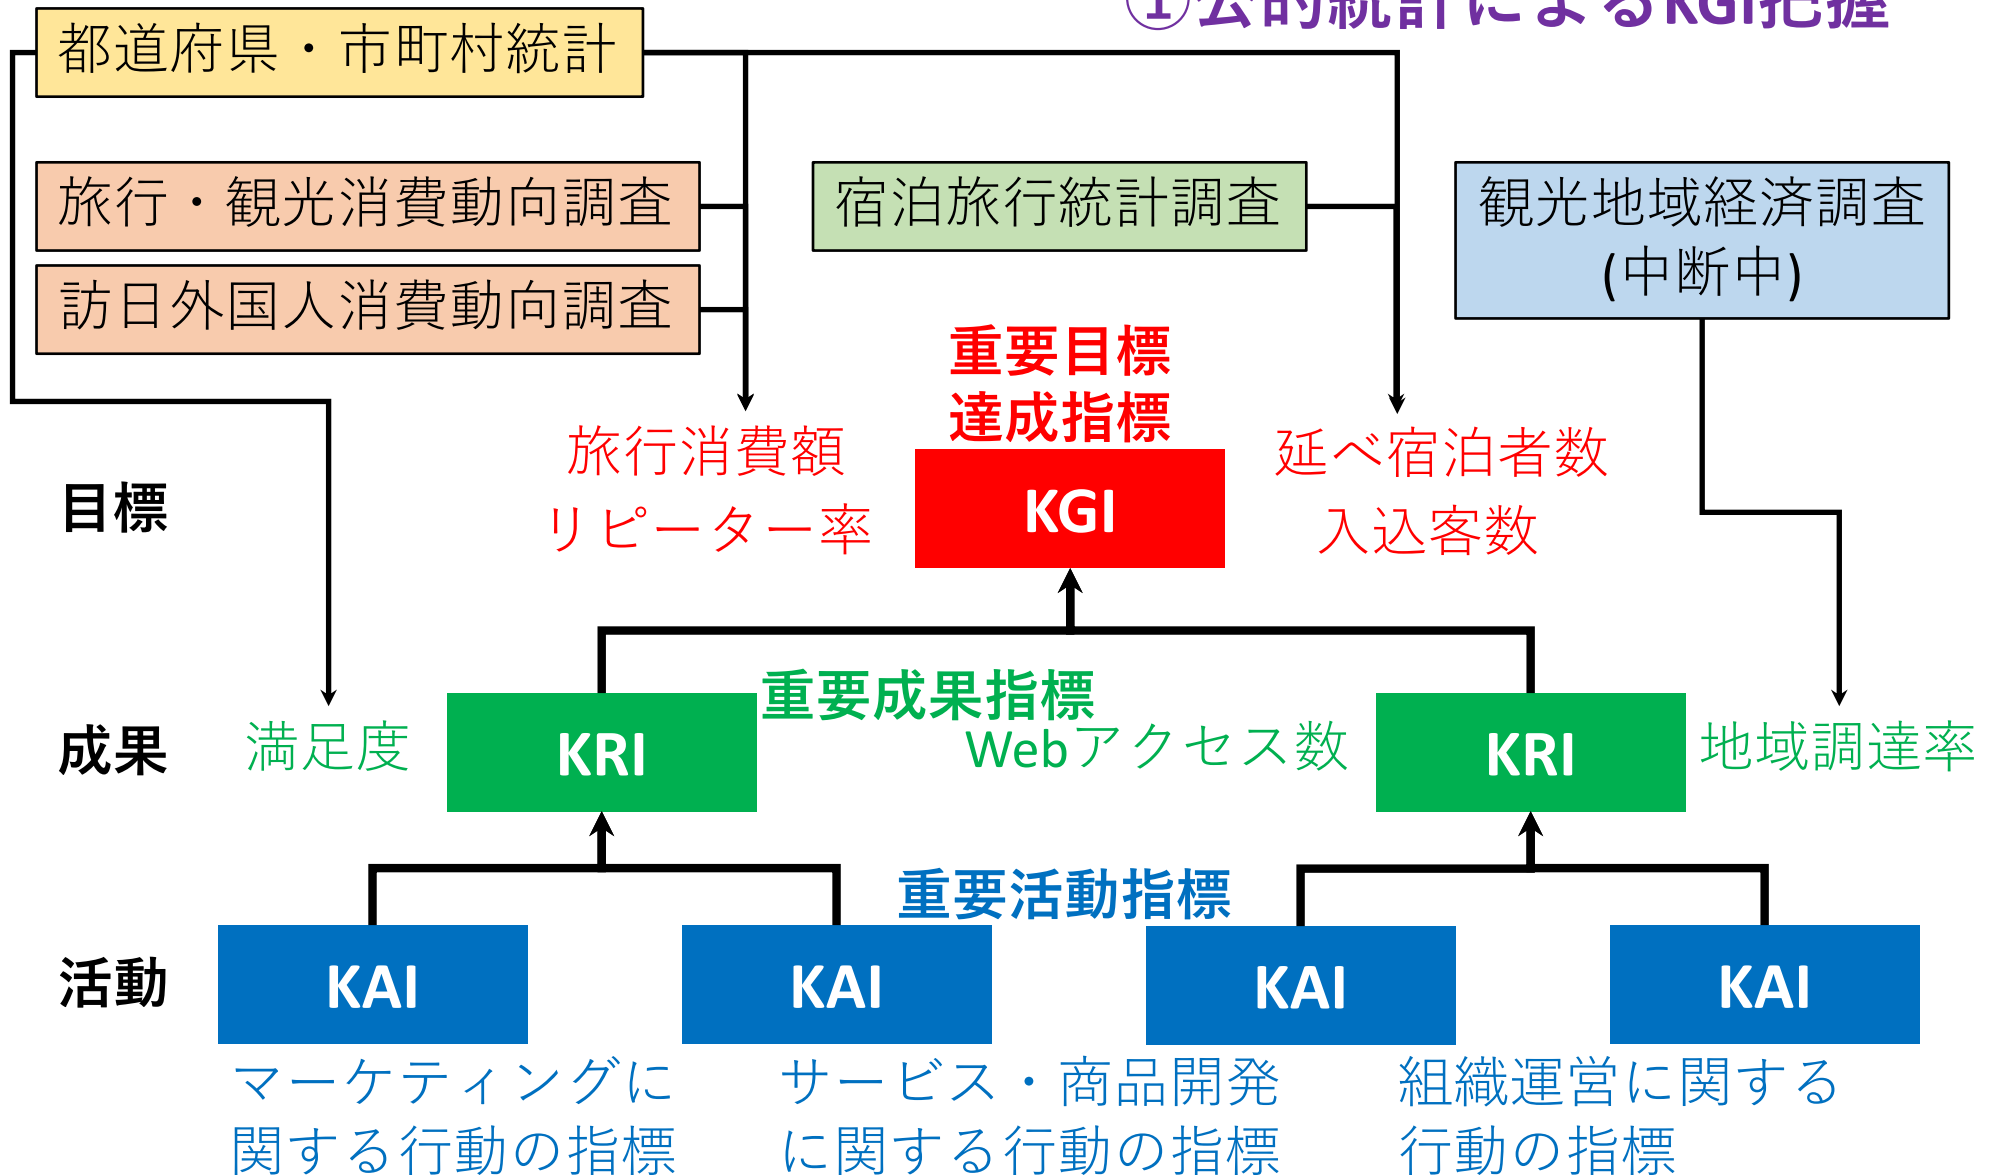 ①公的統計によるKGI把握
都道府県・市町村統計
旅行・観光消費動向調査
宿泊旅行統計調査
観光地域経済調査
(中断中)
訪日外国人消費動向調査
重要目標
達成指標
旅行消費額
延べ宿泊者数
目標
リピーター率
KGI
入込客数
重要成果指標
成果
満足度
KRI
Webアクセス数
KRI
地域調達率
重要活動指標
活動
KAI
KAI
KAI
KAI
マーケティングに
関する行動の指標
サービス・商品開発
に関する行動の指標
組織運営に関する
行動の指標